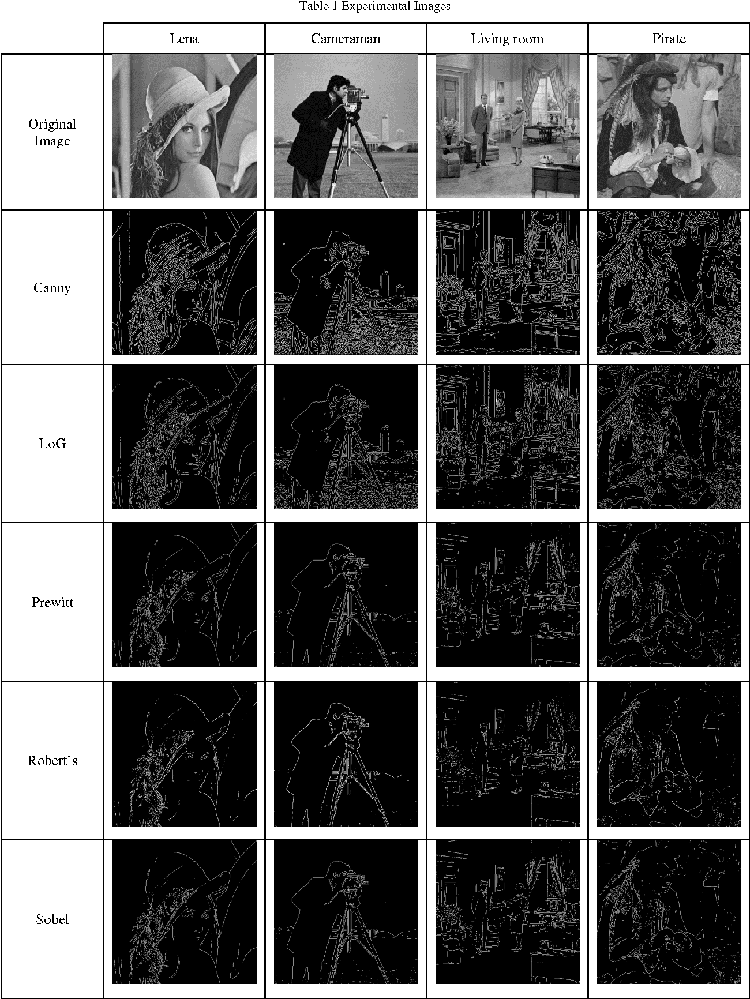 Table 1 Experimental Images
Lena Cameraman Living room Pirate
Original
Image
Canny
LoG
Prewitt
Robert's
Sobel